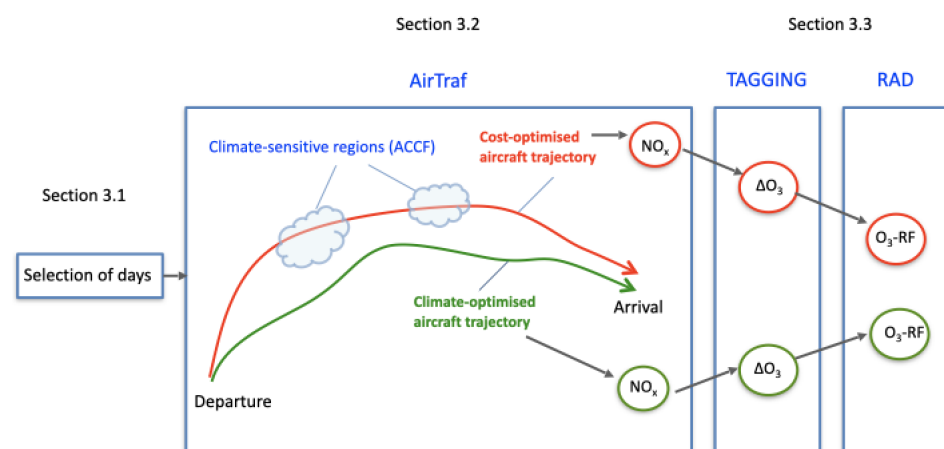 Section 3.2
Section 3.3
AirTraf
TAGGING
RAD
Climate-sensitive regions (ACCF)
Cost-optimised
aircraft trajectory
NOx
ΔO3
O3-RF
Section 3.1
Selection of days
Climate-optimised
aircraft trajectory
Arrival
Departure
NOx
ΔO3
O3-RF